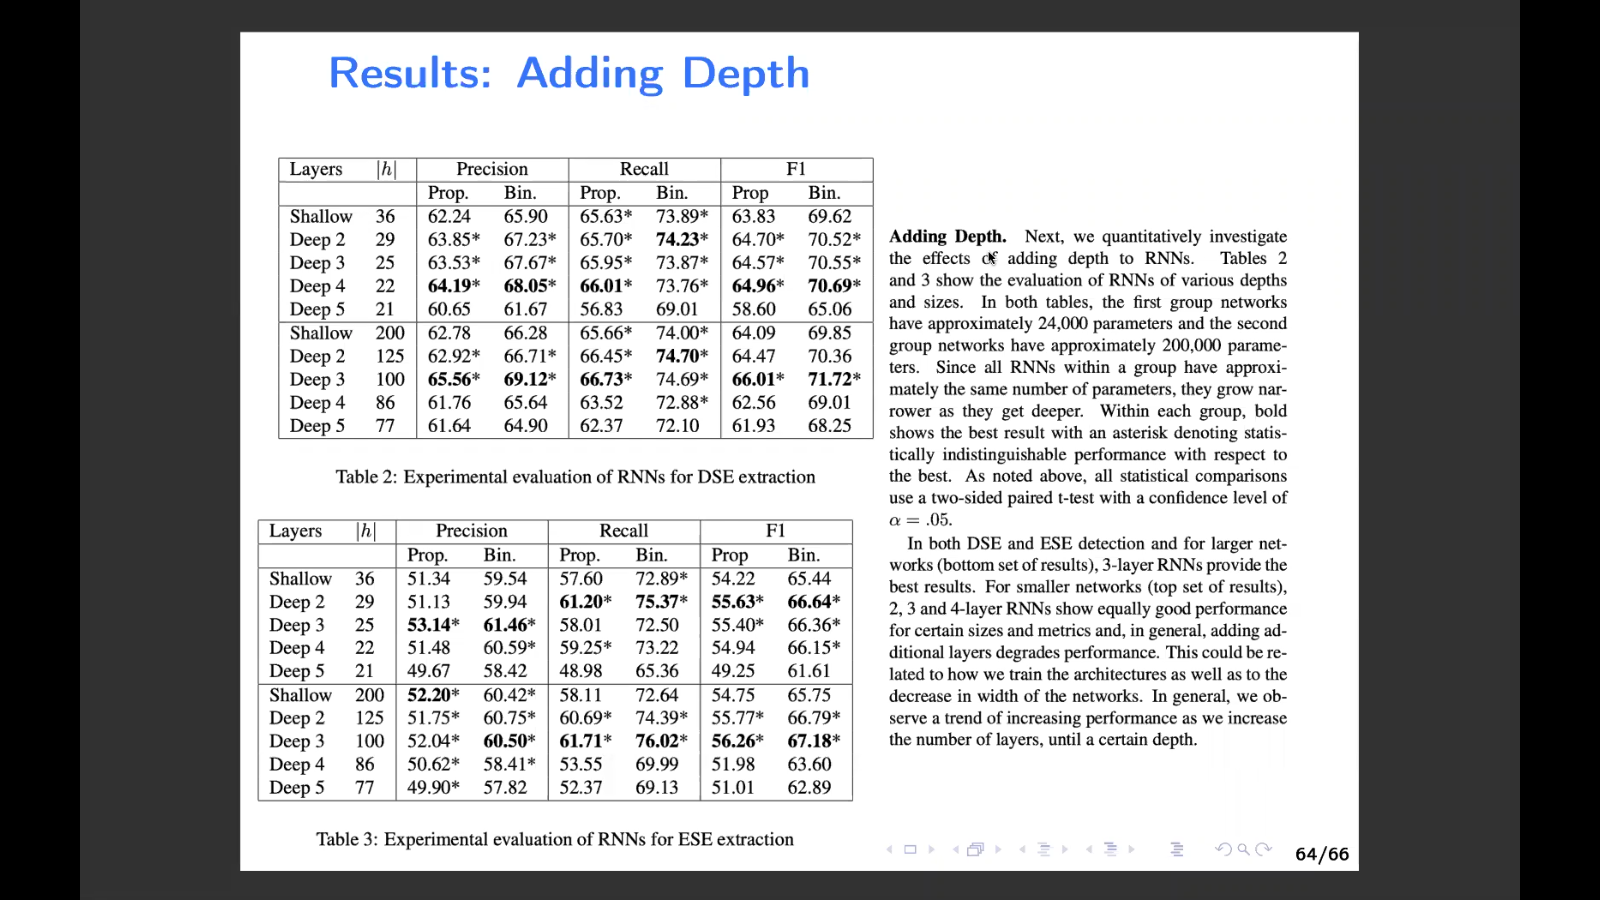 Results: Adding Depth
Layers |h| Precision Recall F1
Prop. Bin. Prop. Bin. Prop Bin.
Shallow 36 62.24 65.90 65.63* 73.89* 63.83 69.62
Deep 2 29 63.85* 67.23* 65.70* 74.23* 64.70* 70.52*
Deep 3 25 63.53* 67.67* 65.95* 73.87* 64.57* 70.55*
Deep 4 22 64.19* 68.05* 66.01* 73.76* 64.96* 70.69*
Deep 5 21 60.65 61.67 56.83 69.01 58.60 65.06
Shallow 200 62.78 66.28 65.66* 74.00* 64.09 69.85
Deep 2 125 62.92* 66.71* 66.45* 74.70* 64.47 70.36
Deep 3 100 65.56* 69.12* 66.73* 74.69* 66.01* 71.72*
Deep 4 86 61.76 65.64 63.52 72.88* 62.56 69.01
Deep 5 77 61.64 64.90 62.37 72.10 61.93 68.25
Table 2: Experimental evaluation of RNNs for DSE extraction
Layers |h| Precision Recall F1
Prop. Bin. Prop. Bin. Prop Bin.
Shallow 36 51.34 59.54 57.60 72.89* 54.22 65.44
Deep 2 29 51.13 59.94 61.20* 75.37* 55.63* 66.64*
Deep 3 25 53.14* 61.46* 58.01 72.50 55.40* 66.36*
Deep 4 22 51.48 60.59* 59.25* 73.22 54.94 66.15*
Deep 5 21 49.67 58.42 48.98 65.36 49.25 61.61
Shallow 200 52.20* 60.42* 58.11 72.64 54.75 65.75
Deep 2 125 51.75* 60.75* 60.69* 74.39* 55.77* 66.79*
Deep 3 100 52.04* 60.50* 61.71* 76.02* 56.26* 67.18*
Deep 4 86 50.62* 58.41* 53.55 69.99 51.98 63.60
Deep 5 77 49.90* 57.82 52.37 69.13 51.01 62.89
Table 3: Experimental evaluation of RNNs for ESE extraction
Adding Depth. Next, we quantitatively investigate
the effects of adding depth to RNNs. Tables 2
and 3 show the evaluation of RNNs of various depths
and sizes. In both tables, the first group networks
have approximately 24,000 parameters and the second
group networks have approximately 200,000 parame-
ters. Since all RNNs within a group have approxi-
mately the same number of parameters, they grow nar-
rower as they get deeper. Within each group, bold
shows the best result with an asterisk denoting statis-
tically indistinguishable performance with respect to
the best. As noted above, all statistical comparisons
use a two-sided paired t-test with a confidence level of
α = .05.
In both DSE and ESE detection and for larger net-
works (bottom set of results), 3-layer RNNs provide the
best results. For smaller networks (top set of results),
2, 3 and 4-layer RNNs show equally good performance
for certain sizes and metrics and, in general, adding ad-
ditional layers degrades performance. This could be re-
lated to how we train the architectures as well as to the
decrease in width of the networks. In general, we ob-
serve a trend of increasing performance as we increase
the number of layers, until a certain depth.
64/66